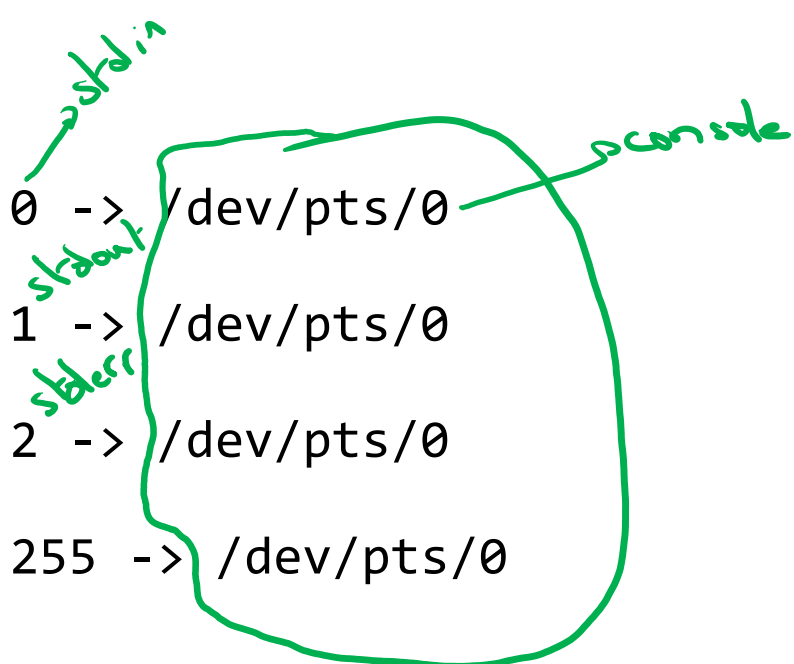 stdin
console
0 -> /dev/pts/0
stdout
1 -> /dev/pts/0
stderr
2 -> /dev/pts/0
255 -> /dev/pts/0